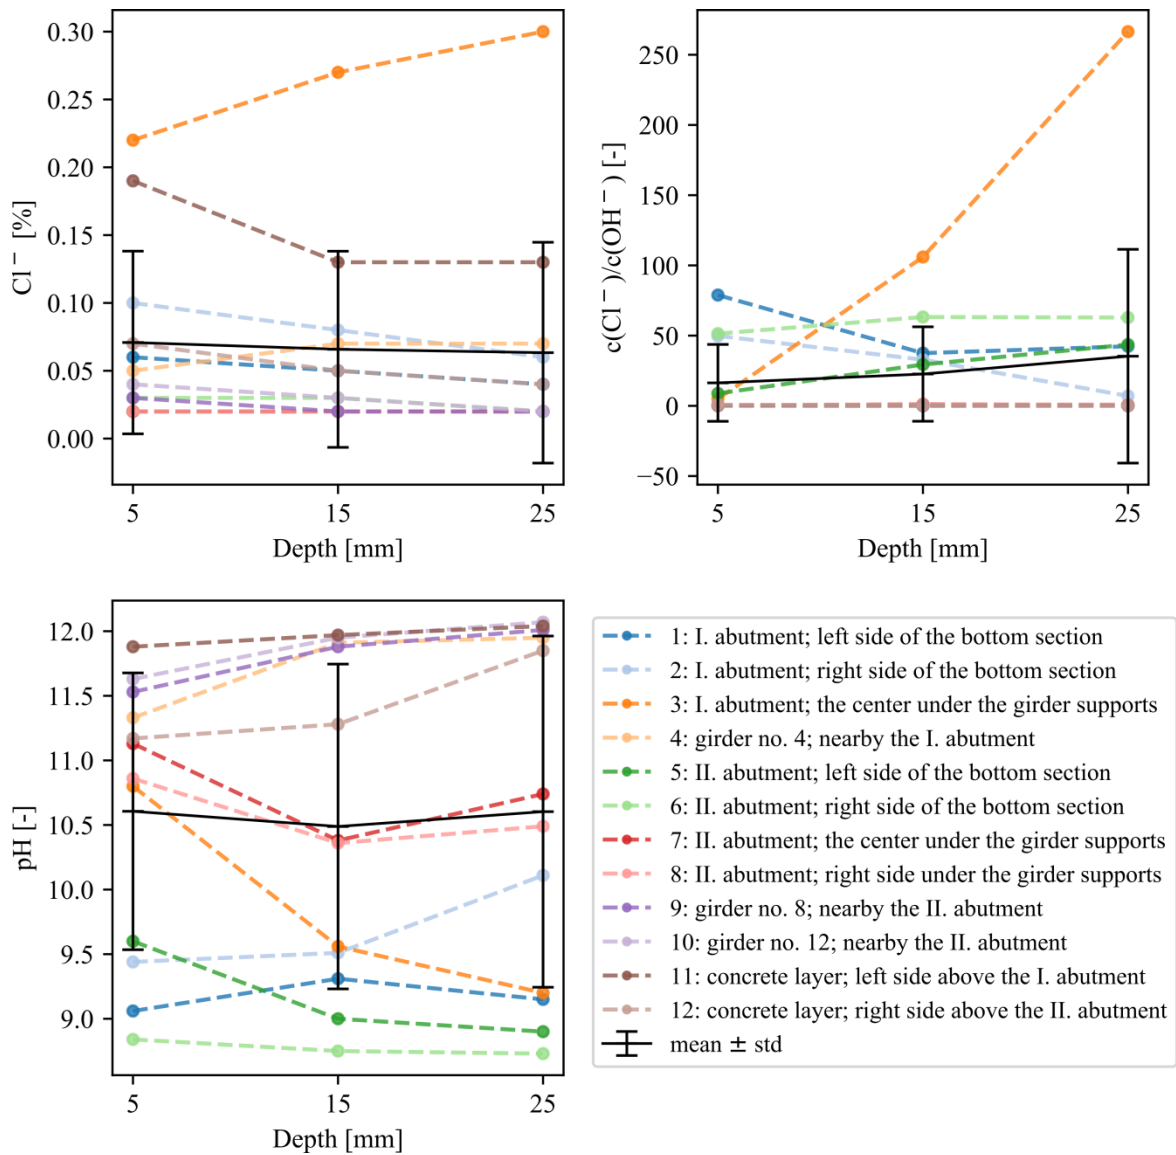 0.30
0.25
0.20
0.15
0.10
0.05
0.00
Cl⁻ [%]
5
15
25
Depth [mm]
250
200
150
100
50
0
−50
c(Cl⁻)/c(OH⁻) [-]
5
15
25
Depth [mm]
12.0
11.5
11.0
10.5
10.0
9.5
9.0
pH [-]
5
15
25
Depth [mm]
1: I. abutment; left side of the bottom section
2: I. abutment; right side of the bottom section
3: I. abutment; the center under the girder supports
4: girder no. 4; nearby the I. abutment
5: II. abutment; left side of the bottom section
6: II. abutment; right side of the bottom section
7: II. abutment; the center under the girder supports
8: II. abutment; right side under the girder supports
9: girder no. 8; nearby the II. abutment
10: girder no. 12; nearby the II. abutment
11: concrete layer; left side above the I. abutment
12: concrete layer; right side above the II. abutment
mean ± std